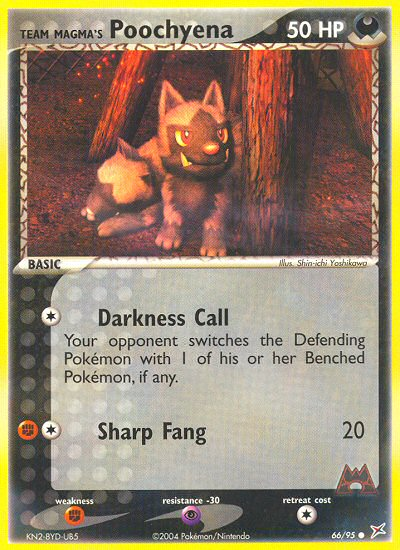 TEAM MAGMA'S Poochyena 50 HP
BASIC
Illus. Shin-ichi Yoshikawa
Darkness Call
Your opponent switches the Defending
Pokémon with 1 of his or her Benched
Pokémon, if any.
Sharp Fang 20
weakness resistance -30 retreat cost
KN2-BYD-UB5 ©2004 Pokémon/Nintendo 66/95